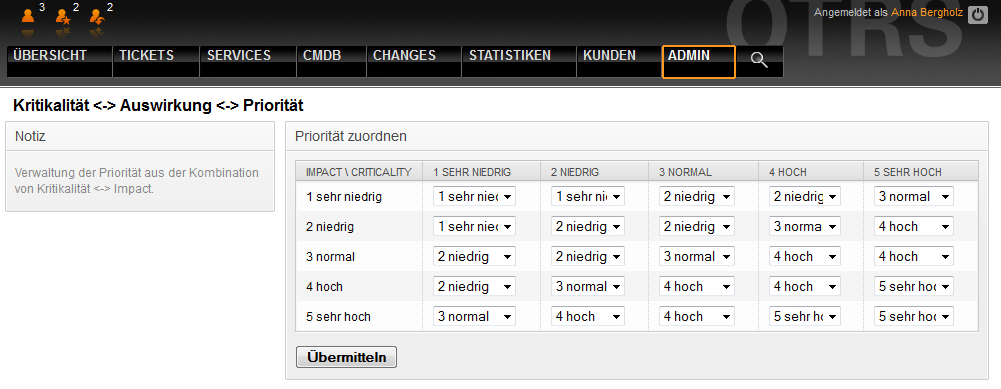 3 2 2
OTRS
Angemeldet als Anna Bergholz
ÜBERSICHT TICKETS SERVICES CMDB CHANGES STATISTIKEN KUNDEN ADMIN
Kritikalität <-> Auswirkung <-> Priorität
Notiz
Verwaltung der Priorität aus der Kombination
von Kritikalität <-> Impact.
Priorität zuordnen
IMPACT \ CRITICALITY 1 SEHR NIEDRIG 2 NIEDRIG 3 NORMAL 4 HOCH 5 SEHR HOCH
1 sehr niedrig 1 sehr nied 1 sehr ni 2 niedrig 2 niedrig 3 normal
2 niedrig 1 sehr nied 2 niedrig 2 niedrig 3 norma 4 hoch
3 normal 2 niedrig 2 niedrig 3 normal 4 hoch 4 hoch
4 hoch 2 niedrig 3 normal 4 hoch 4 hoch 5 sehr hoc
5 sehr hoch 3 normal 4 hoch 4 hoch 5 sehr hc 5 sehr hoc
Übermitteln